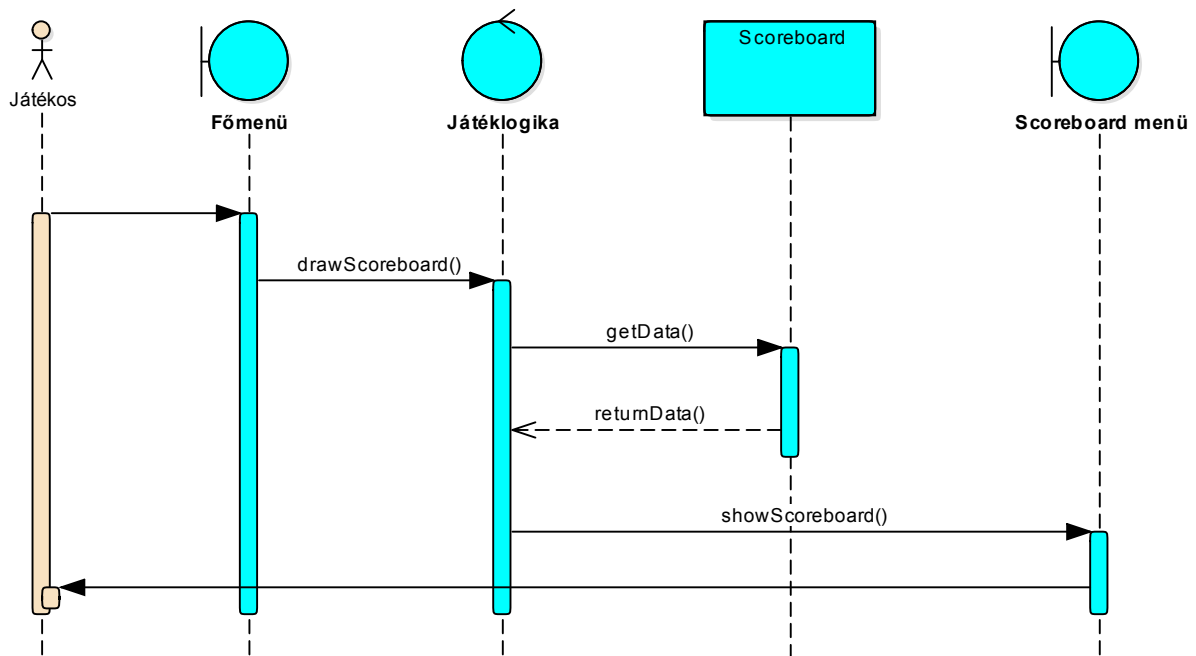 Scoreboard
Játékos
Főmenü
Játéklogika
Scoreboard menü
drawScoreboard()
getData()
returnData()
showScoreboard()